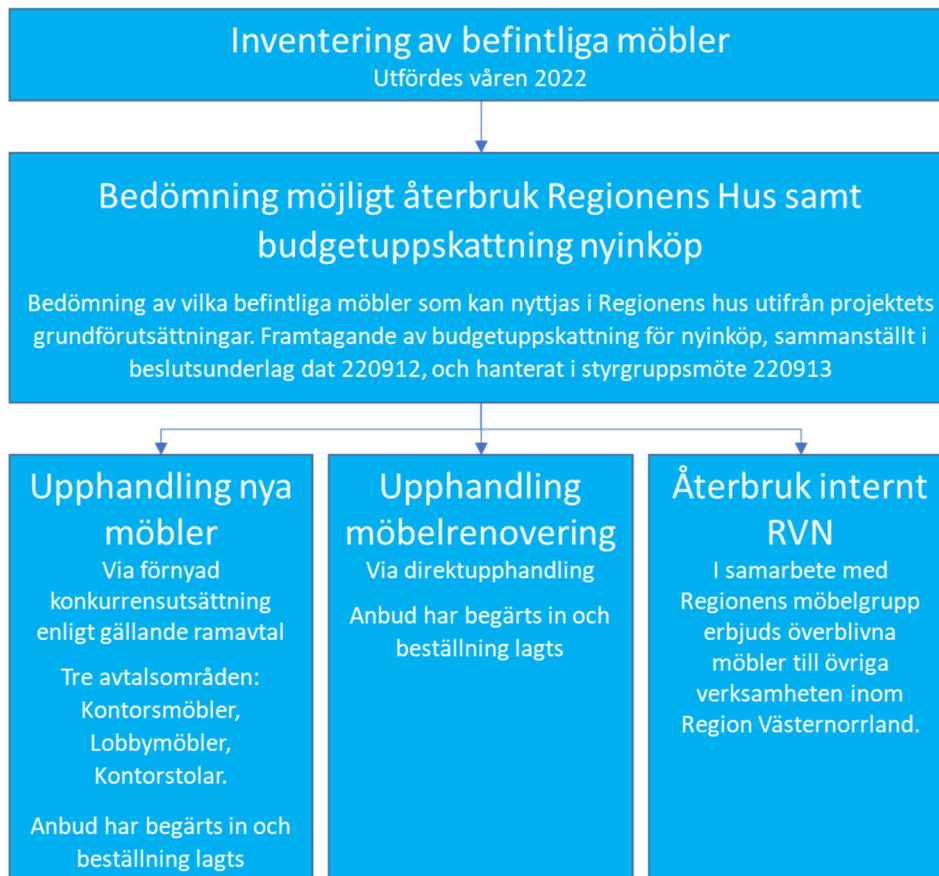 Inventering av befintliga möbler
Utfördes våren 2022
Bedömning möjligt återbruk Regionens Hus samt
budgetuppskattning nyinköp
Bedömning av vilka befintliga möbler som kan nyttjas i Regionens hus utifrån projektets
grundförutsättningar. Framtagande av budgetuppskattning för nyinköp, sammanställt i
beslutsunderlag dat 220912, och hanterat i styrgruppsmöte 220913
Upphandling nya
möbler
Via förnyad
konkurrensutsättning
enligt gällande ramavtal
Tre avtalsområden:
Kontorsmöbler,
Lobbymöbler,
Kontorstolar.
Anbud har begärts in och
beställning lagts
Upphandling
möbelrenovering
Via direktupphandling
Anbud har begärts in och
beställning lagts
Återbruk internt
RVN
I samarbete med
Regionens möbelgrupp
erbjuds överblivna
möbler till övriga
verksamheten inom
Region Västernorrland.